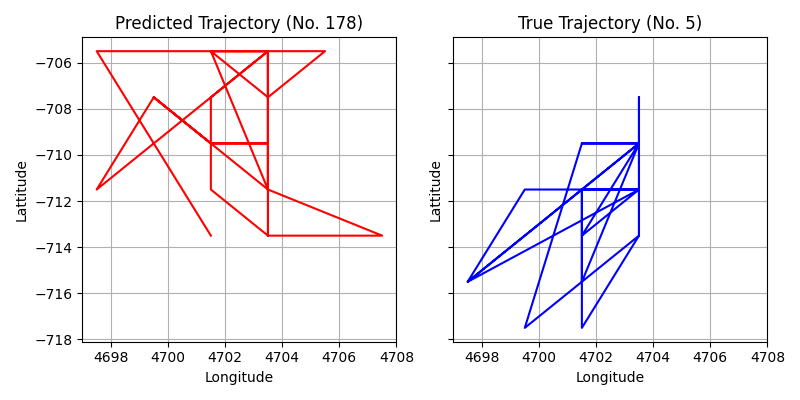 Predicted Trajectory (No. 178)
True Trajectory (No. 5)
−706
−708
−710
−712
−714
−716
−718
Lattitude
Lattitude
4698 4700 4702 4704 4706 4708
4698 4700 4702 4704 4706 4708
Longitude
Longitude